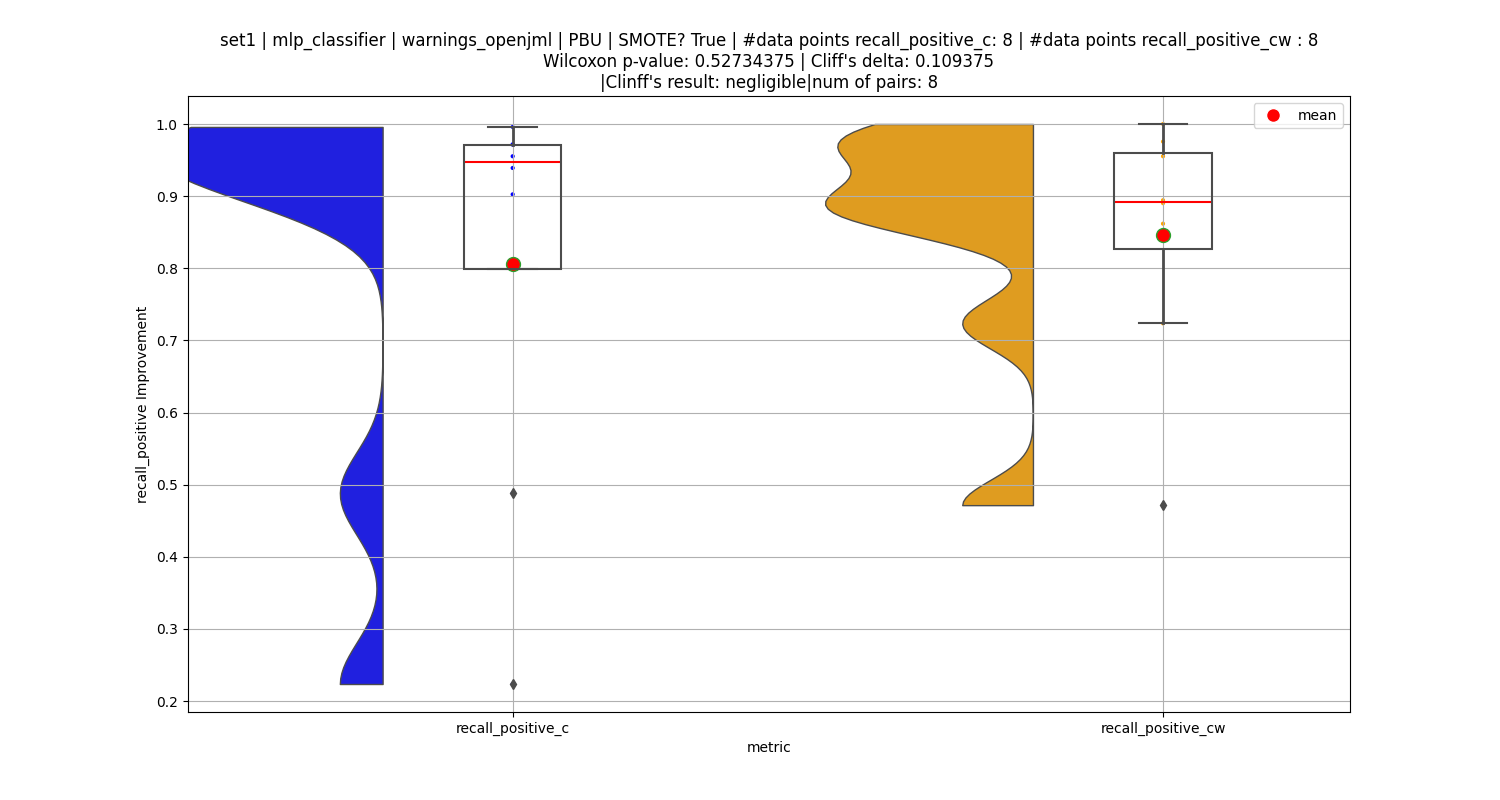 set1 | mlp_classifier | warnings_openjml | PBU | SMOTE? True | #data points recall_positive_c: 8 | #data points recall_positive_cw : 8
Wilcoxon p-value: 0.52734375 | Cliff's delta: 0.109375
|Clinff's result: negligible|num of pairs: 8
mean
1.0
0.9
0.8
0.7
0.6
0.5
0.4
0.3
0.2
recall_positive Improvement
recall_positive_c
recall_positive_cw
metric